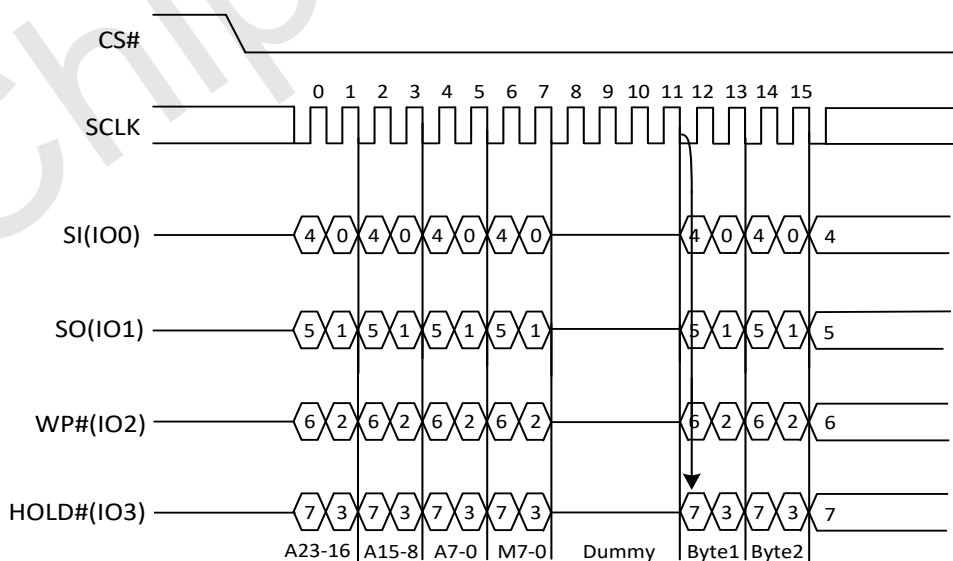 Chip
CS#
0 1 2 3 4 5 6 7 8 9 10 11 12 13 14 15
SCLK
SI(IO0) 4 0 4 0 4 0 4 0 4 0 4 0 4
SO(IO1) 5 1 5 1 5 1 5 1 5 1 5 1 5
WP#(IO2) 6 2 6 2 6 2 6 2 6 2 6 2 6
HOLD#(IO3) 7 3 7 3 7 3 7 3 7 3 7 3 7
A23-16 A15-8 A7-0 M7-0 Dummy Byte1 Byte2